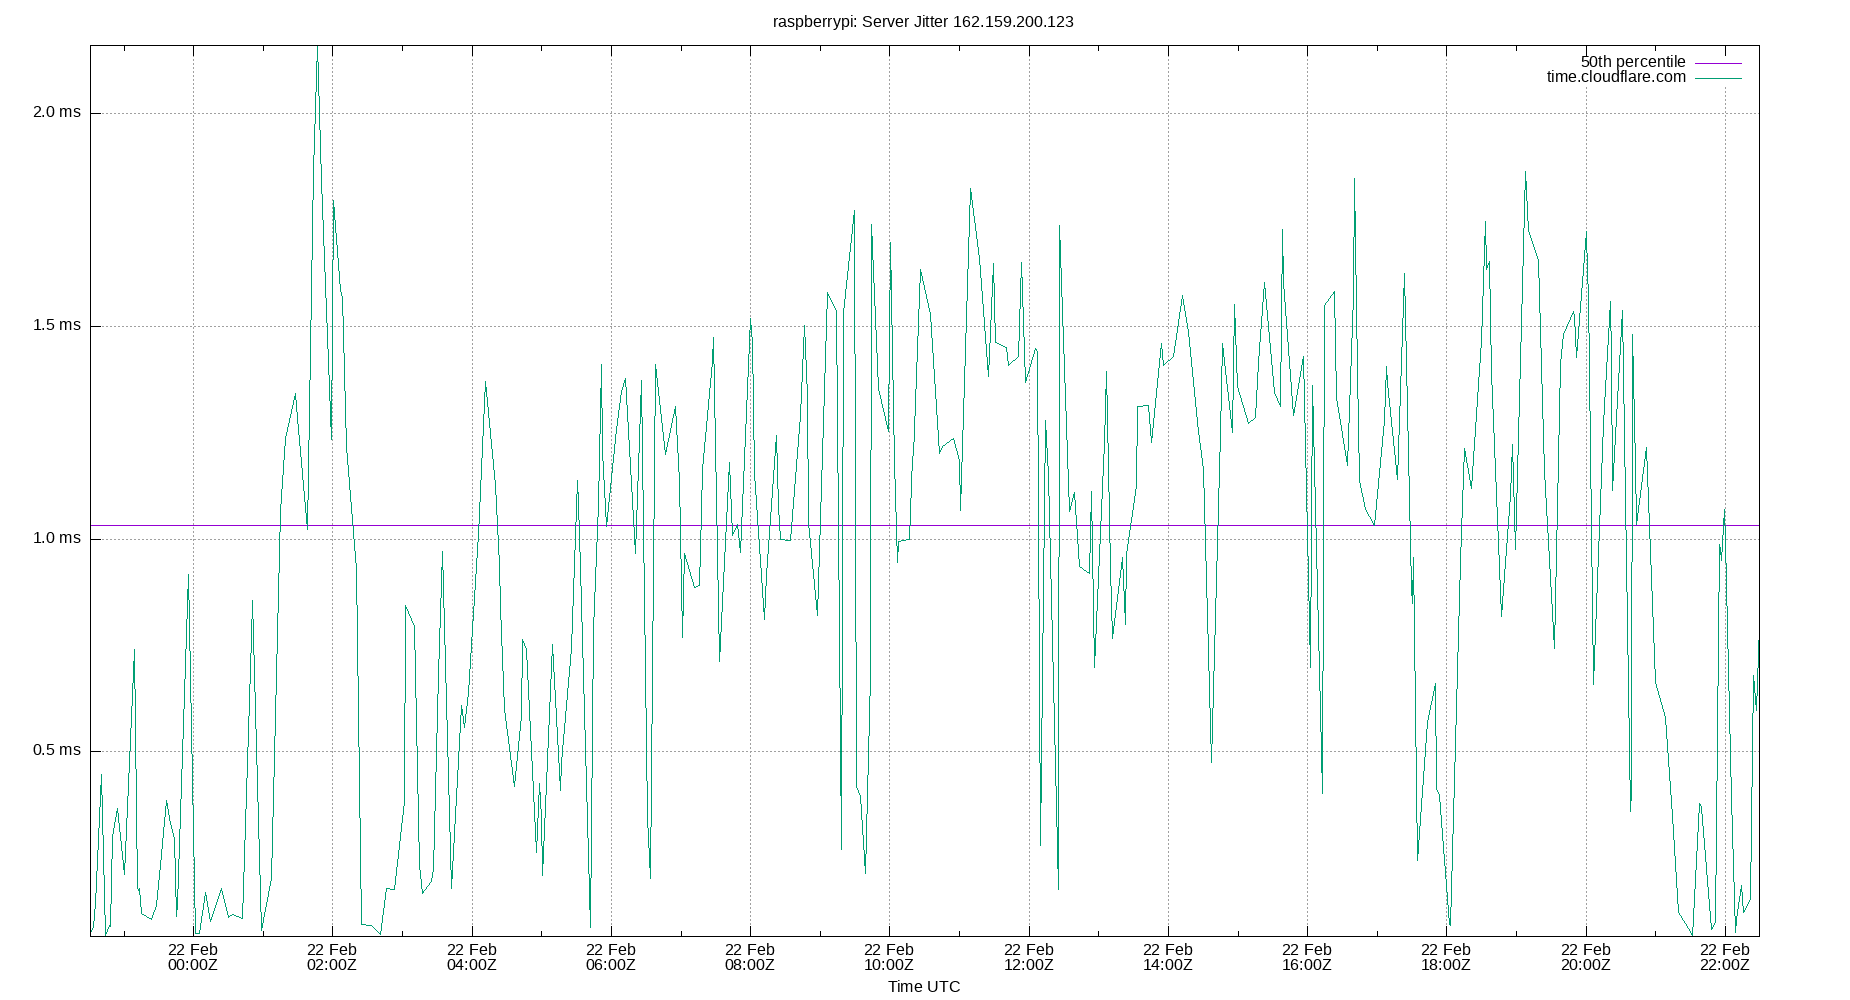 raspberrypi: Server Jitter 162.159.200.123
50th percentile
time.cloudflare.com
2.0 ms
1.5 ms
1.0 ms
0.5 ms
22 Feb 22 Feb 22 Feb 22 Feb 22 Feb 22 Feb 22 Feb 22 Feb 22 Feb 22 Feb 22 Feb 22 Feb
00:00Z 02:00Z 04:00Z 06:00Z 08:00Z 10:00Z 12:00Z 14:00Z 16:00Z 18:00Z 20:00Z 22:00Z
Time UTC